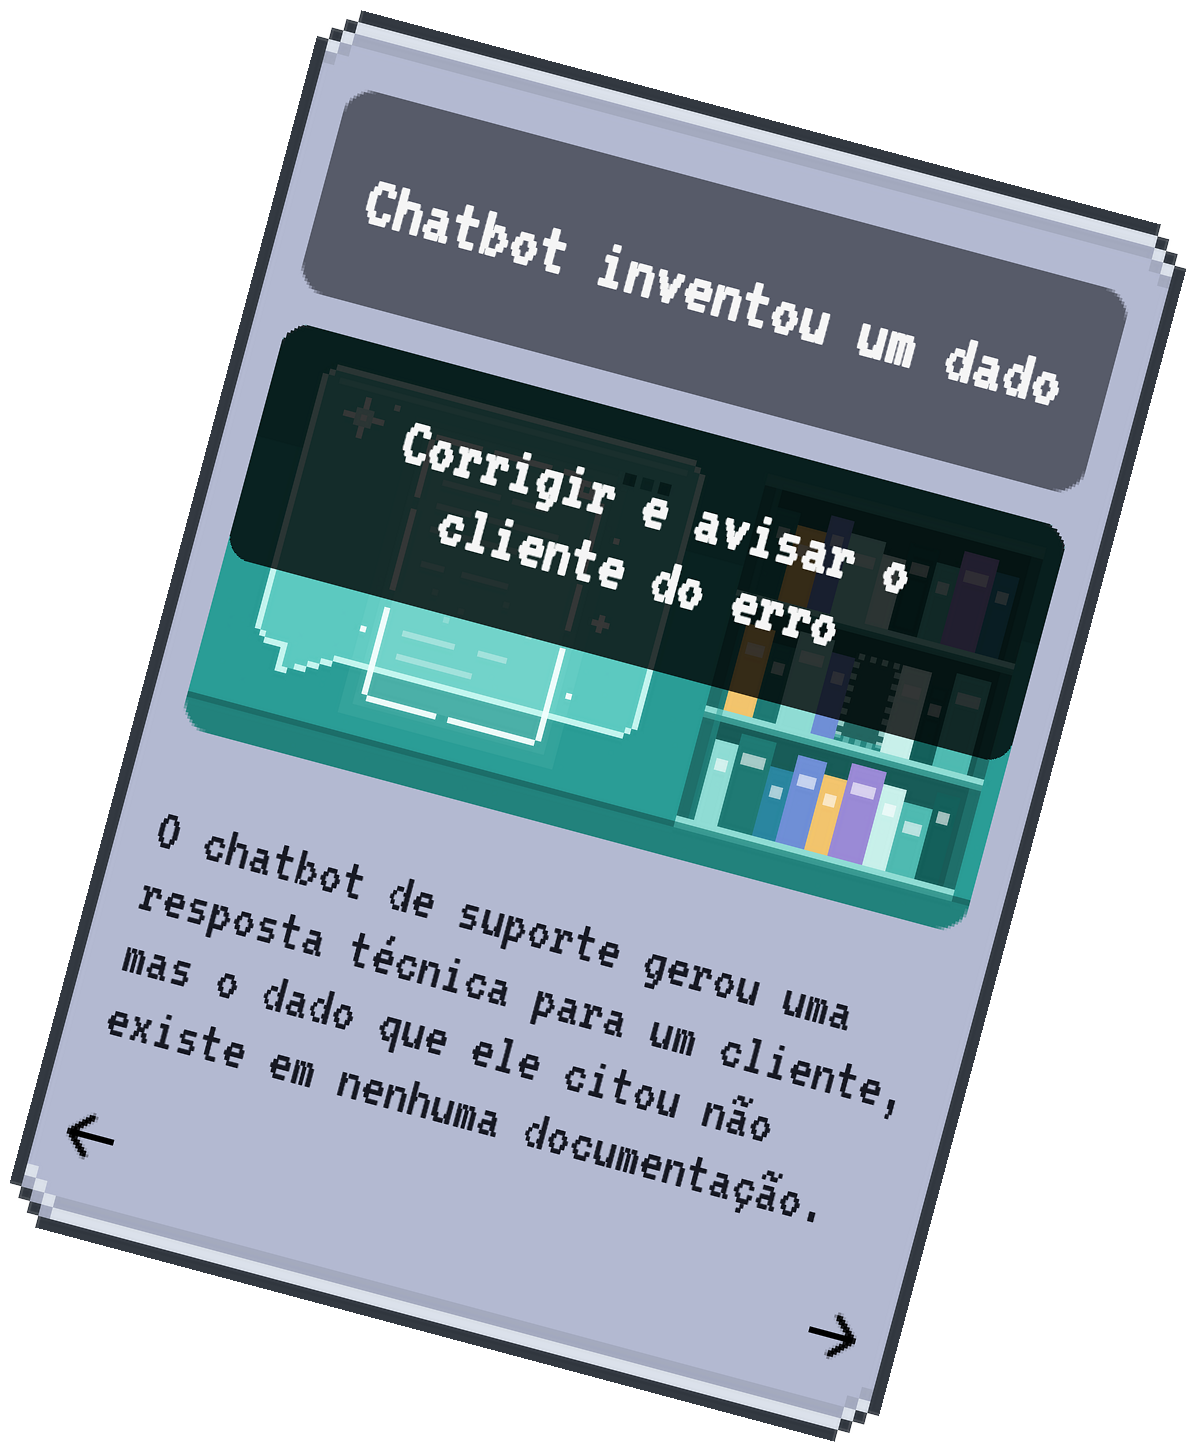 Chatbot inventou um dado
Corrigir e avisar o
cliente do erro
O chatbot de suporte gerou uma
resposta técnica para um cliente,
mas o dado que ele citou não
existe em nenhuma documentação.